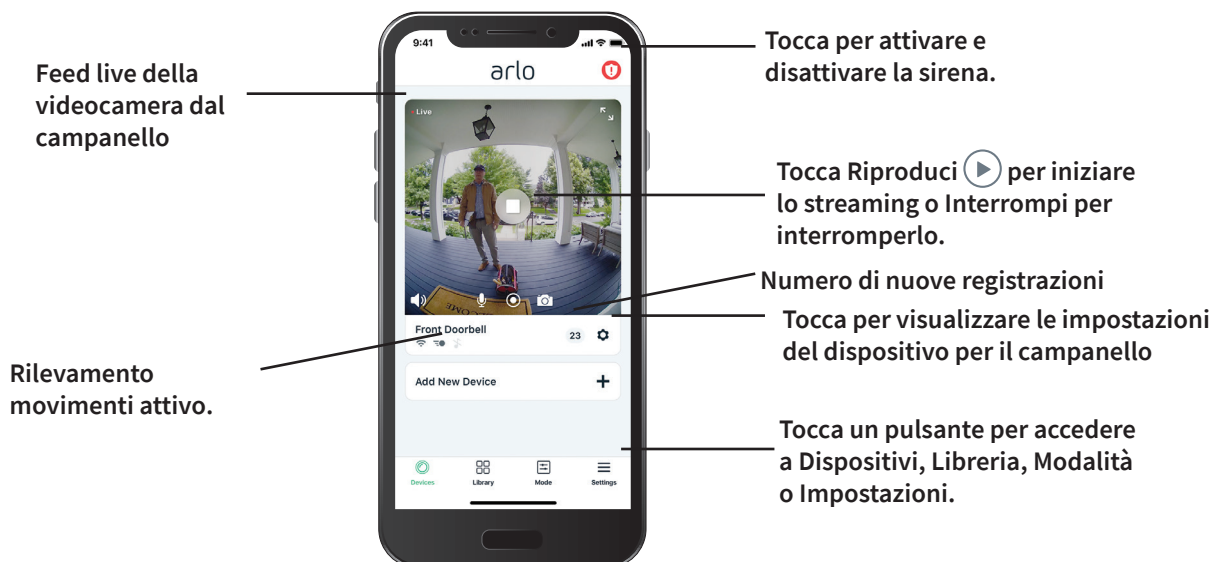 Feed live della
videocamera dal
campanello
Rilevamento
movimenti attivo.
9:41
arlo
Live
WELCOME
Front Doorbell
23
Add New Device
Devices
Library
Mode
Settings
Tocca per attivare e
disattivare la sirena.
Tocca Riproduci per iniziare
lo streaming o Interrompi per
interromperlo.
Numero di nuove registrazioni
Tocca per visualizzare le impostazioni
del dispositivo per il campanello
Tocca un pulsante per accedere
a Dispositivi, Libreria, Modalità
o Impostazioni.